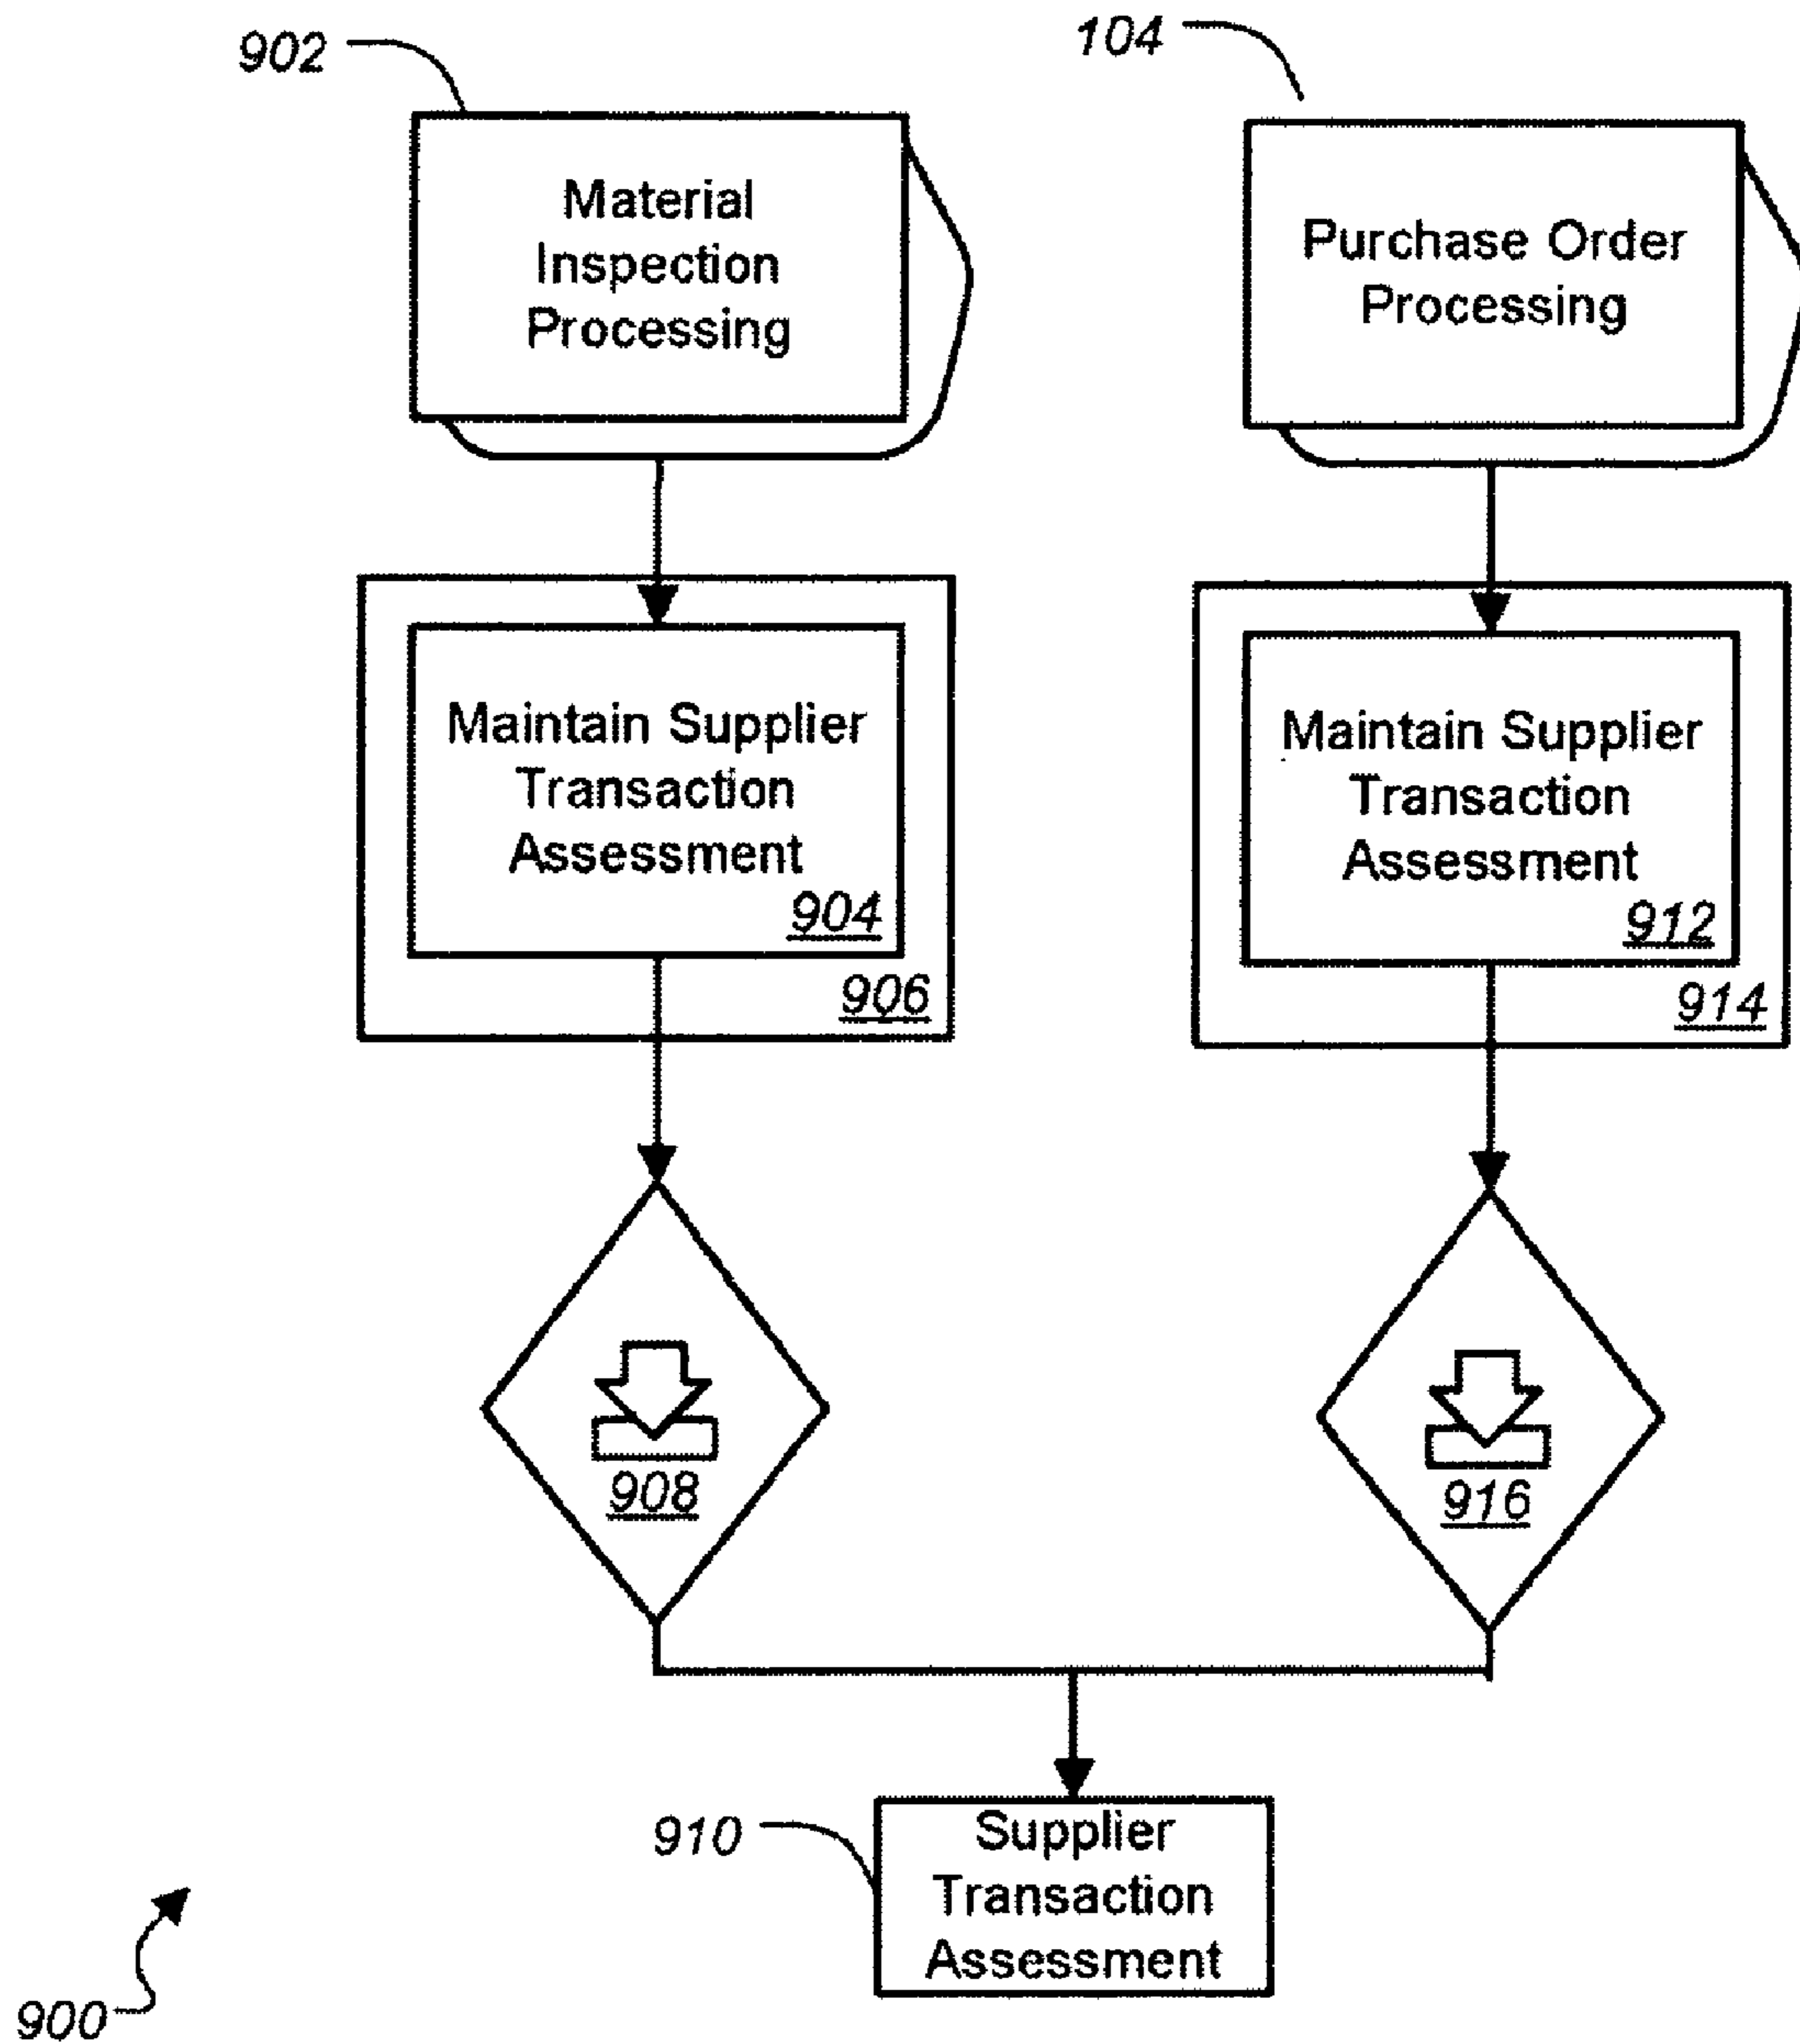 902
104
Material
Inspection
Processing
Purchase Order
Processing
Maintain Supplier
Transaction
Assessment
904
906
Maintain Supplier
Transaction
Assessment
912
914
908
916
910
Supplier
Transaction
Assessment
900